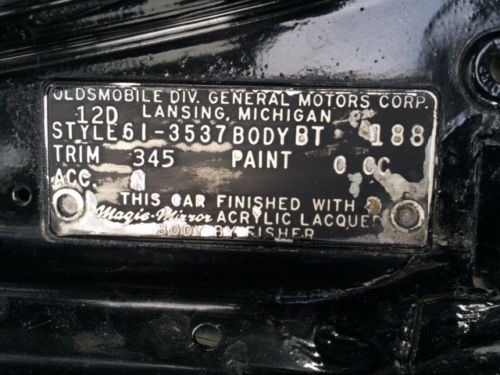 OLDSMOBILE DIV. GENERAL MOTORS CORP.
12D LANSING, MICHIGAN
STYLE 61-3537 BODY BT 188
TRIM 345 PAINT CC
ACC.
THIS CAR FINISHED WITH
Magic-Mirror ACRYLIC LACQUER
BODY BY FISHER